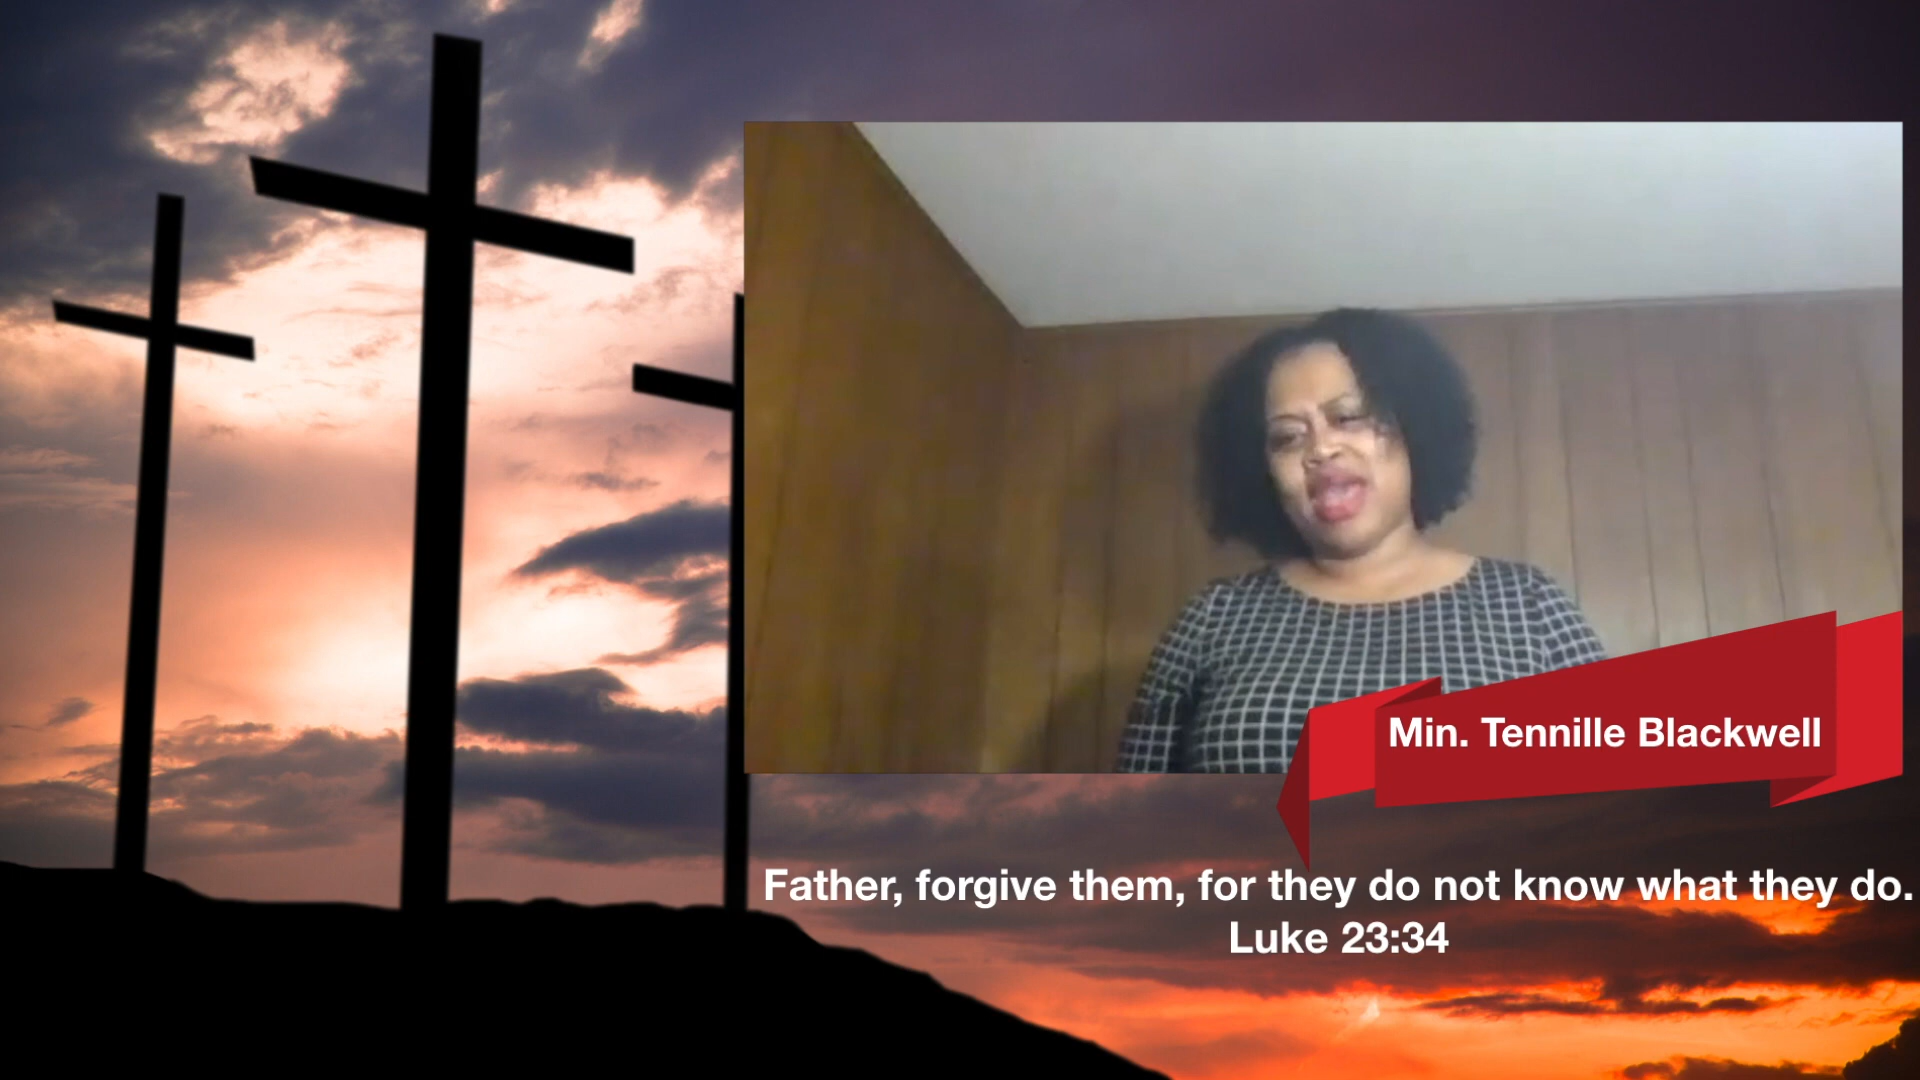 Min. Tennille Blackwell
Father, forgive them, for they do not know what they do.
Luke 23:34